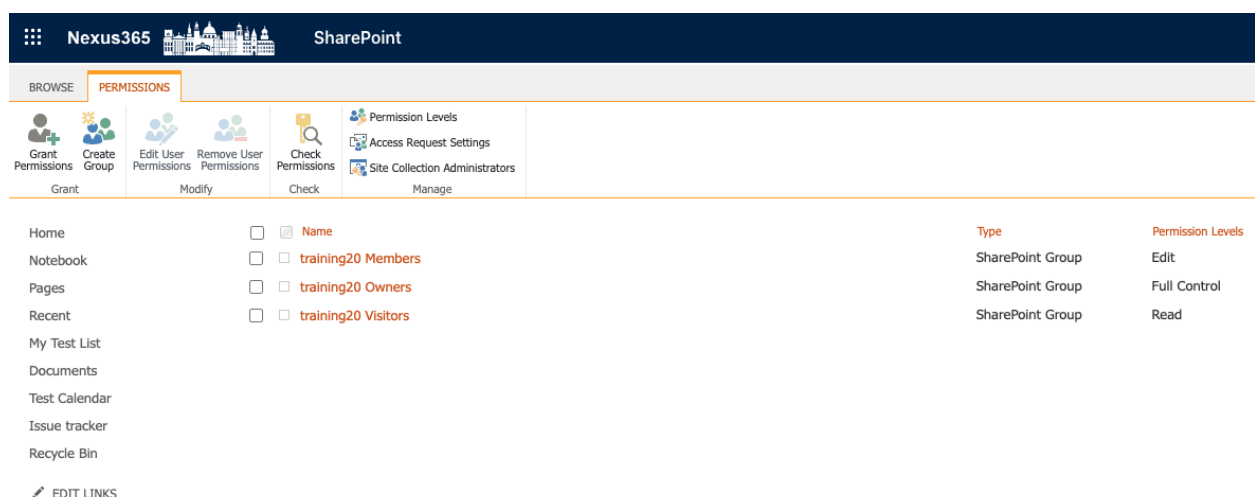 Nexus365 SharePoint
BROWSE PERMISSIONS
Grant Permissions
Create Group
Edit User Permissions
Remove User Permissions
Check Permissions
Permission Levels
Access Request Settings
Site Collection Administrators
Grant Modify Check Manage
Home
Notebook
Pages
Recent
My Test List
Documents
Test Calendar
Issue tracker
Recycle Bin
EDIT LINKS
Name Type Permission Levels
training20 Members SharePoint Group Edit
training20 Owners SharePoint Group Full Control
training20 Visitors SharePoint Group Read